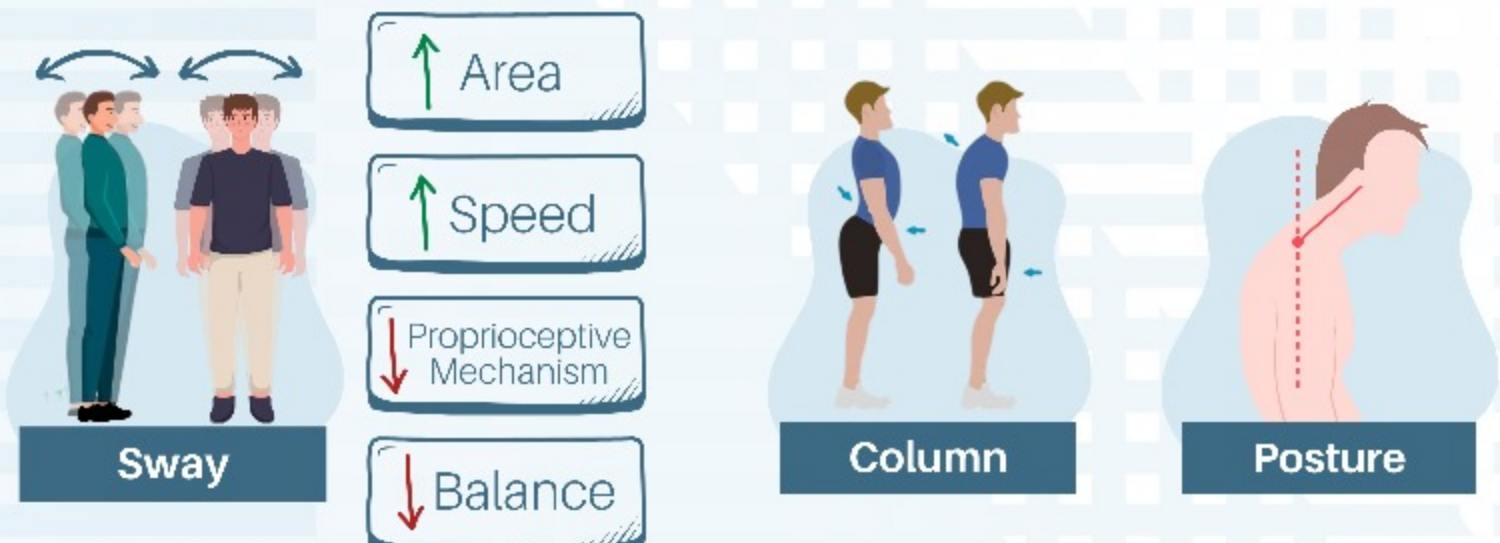 Area
Speed
Proprioceptive
Mechanism
Balance
Sway
Column
Posture